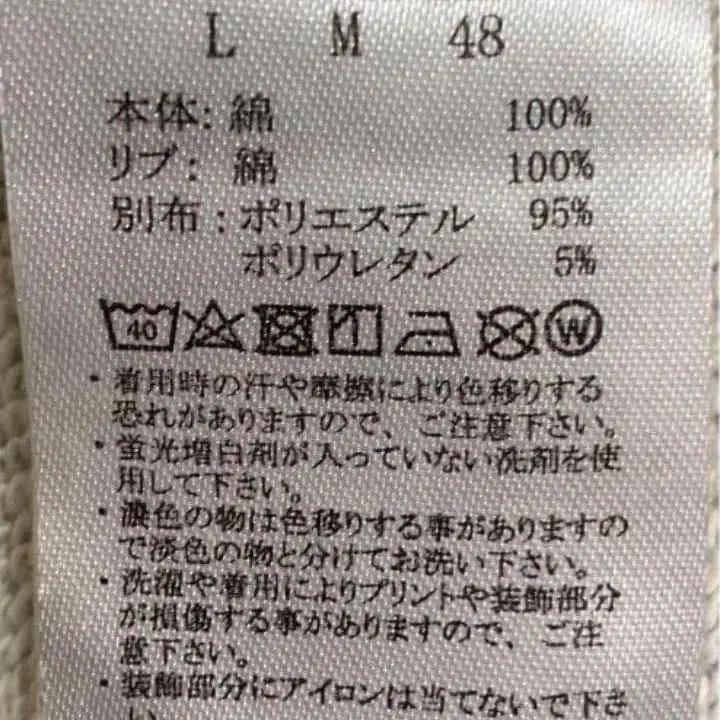 L M 48
本体: 綿 100%
リブ: 綿 100%
別布: ポリエステル 95%
ポリウレタン 5%
40 W
・着用時の汗や摩擦により色移りする
恐れがありますので、ご注意下さい。
・蛍光増白剤が入っていない洗剤を使
用して下さい。
・濃色の物は色移りする事がありますの
で淡色の物と分けてお洗い下さい。
・洗濯や着用によりプリントや装飾部分
が損傷する事がありますので、ご注
意下さい。
・装飾部分にアイロンは当てないで下さ